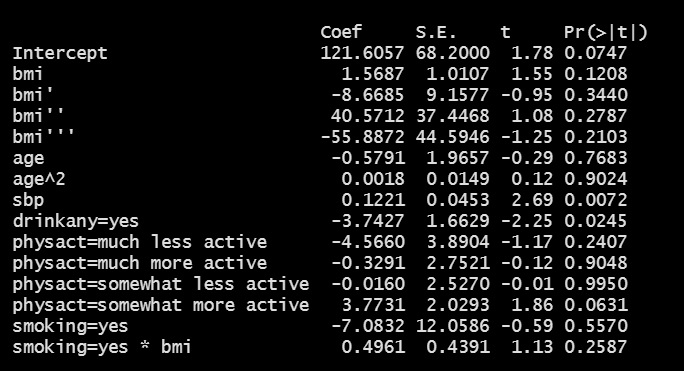 Coef S.E. t Pr(>|t|)
Intercept 121.6057 68.2000 1.78 0.0747
bmi 1.5687 1.0107 1.55 0.1208
bmi' -8.6685 9.1577 -0.95 0.3440
bmi'' 40.5712 37.4468 1.08 0.2787
bmi''' -55.8872 44.5946 -1.25 0.2103
age -0.5791 1.9657 -0.29 0.7683
age^2 0.0018 0.0149 0.12 0.9024
sbp 0.1221 0.0453 2.69 0.0072
drinkany=yes -3.7427 1.6629 -2.25 0.0245
physact=much less active -4.5660 3.8904 -1.17 0.2407
physact=much more active -0.3291 2.7521 -0.12 0.9048
physact=somewhat less active -0.0160 2.5270 -0.01 0.9950
physact=somewhat more active 3.7731 2.0293 1.86 0.0631
smoking=yes -7.0832 12.0586 -0.59 0.5570
smoking=yes * bmi 0.4961 0.4391 1.13 0.2587